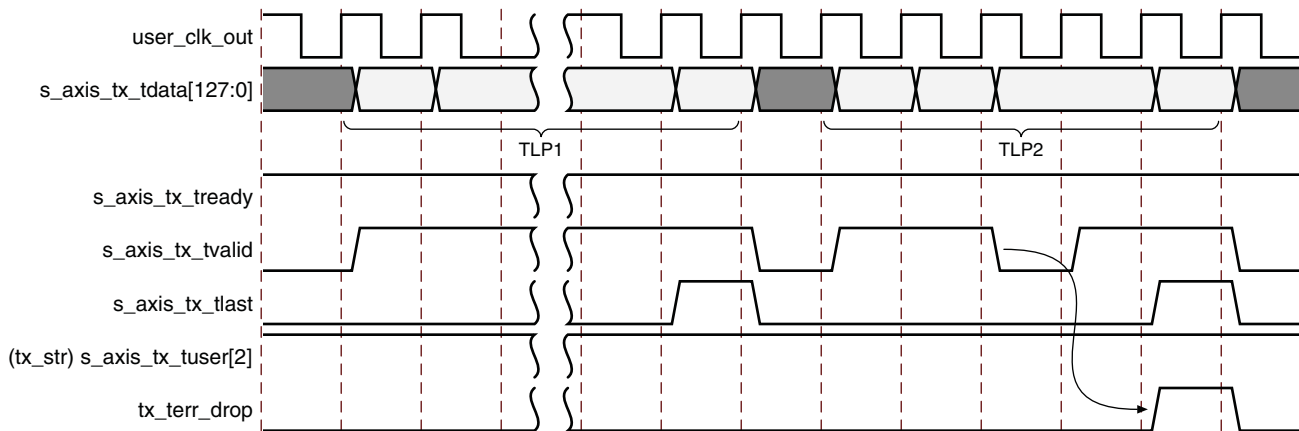 user_clk_out
s_axis_tx_tdata[127:0]
TLP1
TLP2
s_axis_tx_tready
s_axis_tx_tvalid
s_axis_tx_tlast
(tx_str) s_axis_tx_tuser[2]
tx_terr_drop